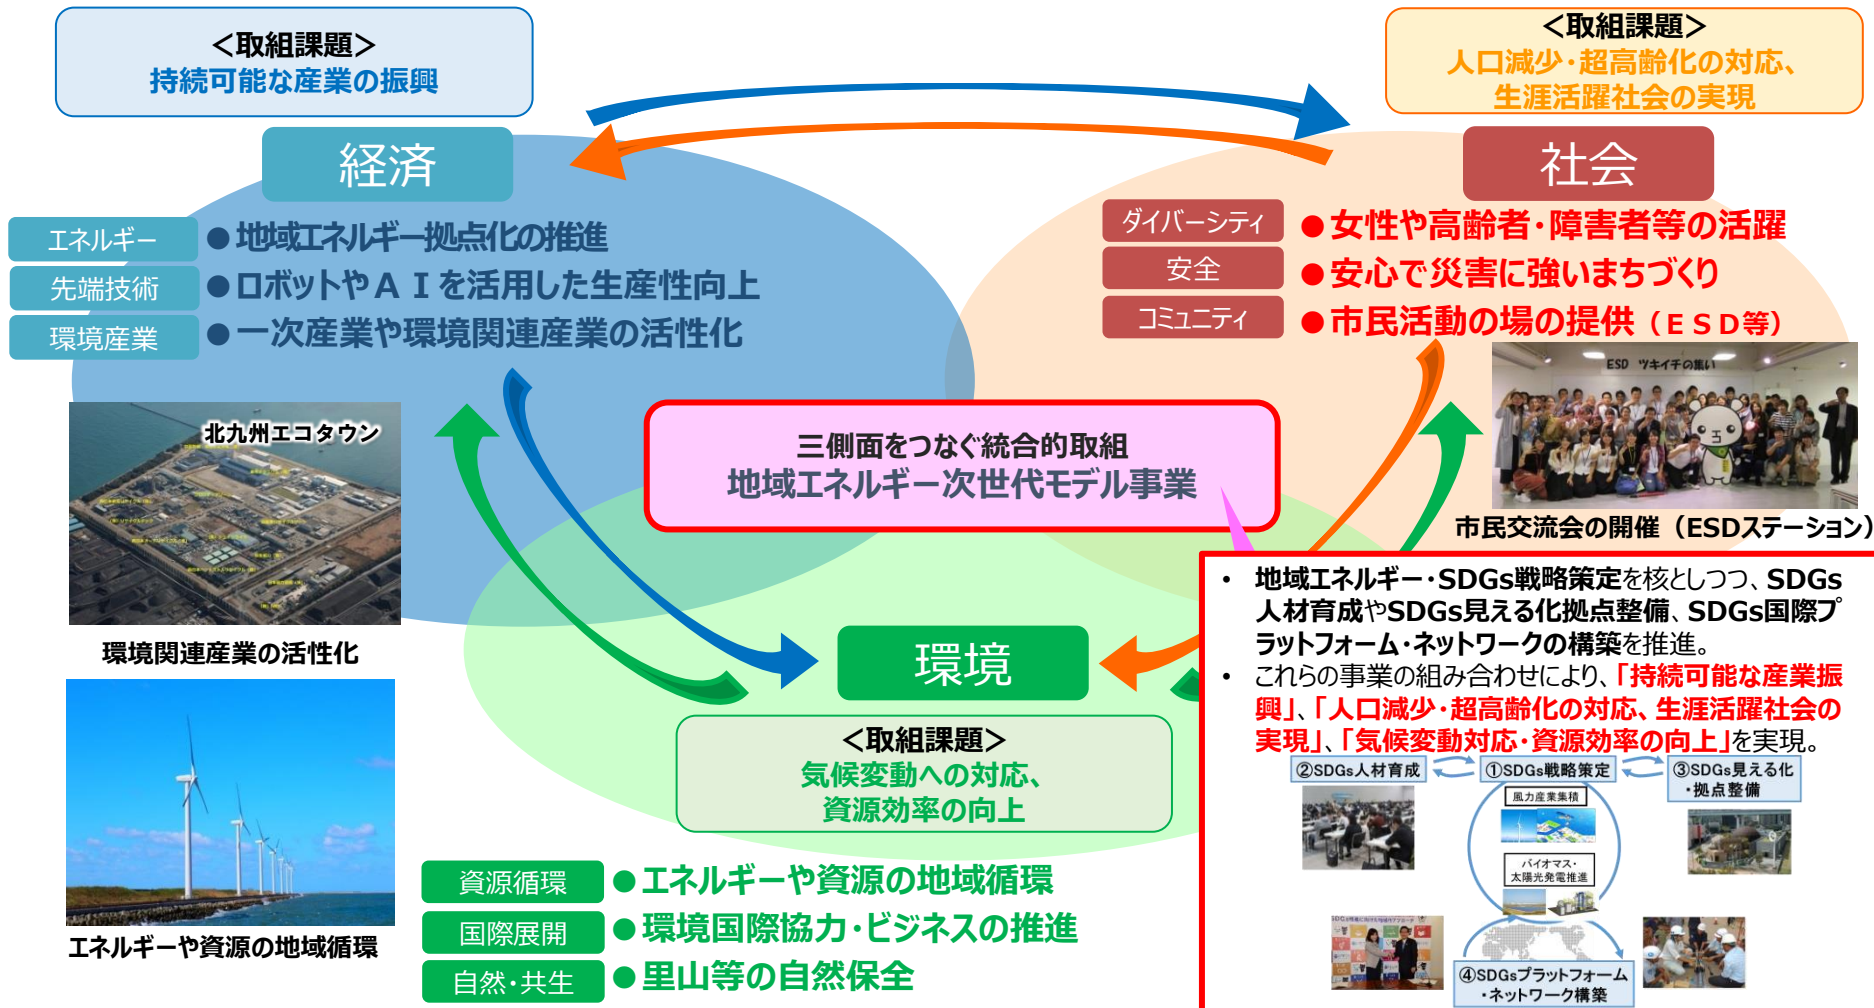 ＜取組課題＞
持続可能な産業の振興
＜取組課題＞
人口減少・超高齢化の対応、
生涯活躍社会の実現
経済
社会
エネルギー
●地域エネルギー拠点化の推進
先端技術
●ロボットやＡＩを活用した生産性向上
環境産業
●一次産業や環境関連産業の活性化
ダイバーシティ
●女性や高齢者・障害者等の活躍
安全
●安心で災害に強いまちづくり
コミュニティ
●市民活動の場の提供（ＥＳＤ等）
ESD ツキイチの集い
市民交流会の開催（ESDステーション）
北九州エコタウン
環境関連産業の活性化
エネルギーや資源の地域循環
三側面をつなぐ統合的取組
地域エネルギー次世代モデル事業
環境
＜取組課題＞
気候変動への対応、
資源効率の向上
資源循環
●エネルギーや資源の地域循環
国際展開
●環境国際協力・ビジネスの推進
自然・共生
●里山等の自然保全
• 地域エネルギー・SDGs戦略策定を核としつつ、SDGs
人材育成やSDGs見える化拠点整備、SDGs国際プ
ラットフォーム・ネットワークの構築を推進。
• これらの事業の組み合わせにより、「持続可能な産業振
興」、「人口減少・超高齢化の対応、生涯活躍社会の
実現」、「気候変動対応・資源効率の向上」を実現。
②SDGs人材育成
①SDGs戦略策定
③SDGs見える化
・拠点整備
風力産業集積
バイオマス・
太陽光発電推進
④SDGsプラットフォーム
・ネットワーク構築